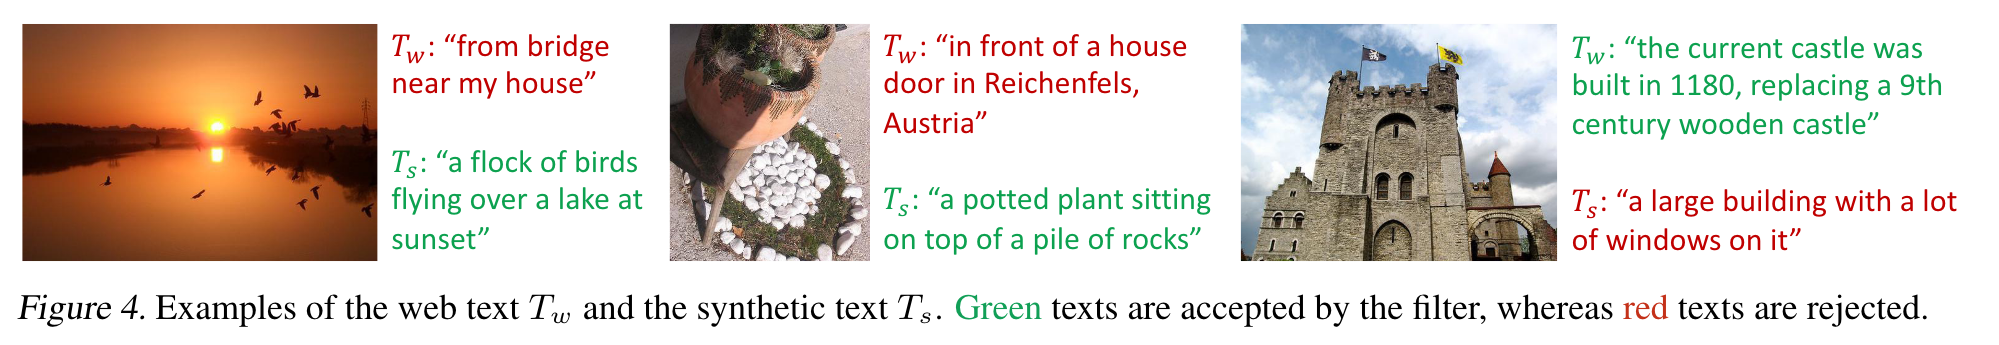 T_w: “from bridge
near my house”
T_s: “a flock of birds
flying over a lake at
sunset”
T_w: “in front of a house
door in Reichenfels,
Austria”
T_s: “a potted plant sitting
on top of a pile of rocks”
T_w: “the current castle was
built in 1180, replacing a 9th
century wooden castle”
T_s: “a large building with a lot
of windows on it”
Figure 4. Examples of the web text T_w and the synthetic text T_s. Green texts are accepted by the filter, whereas red texts are rejected.